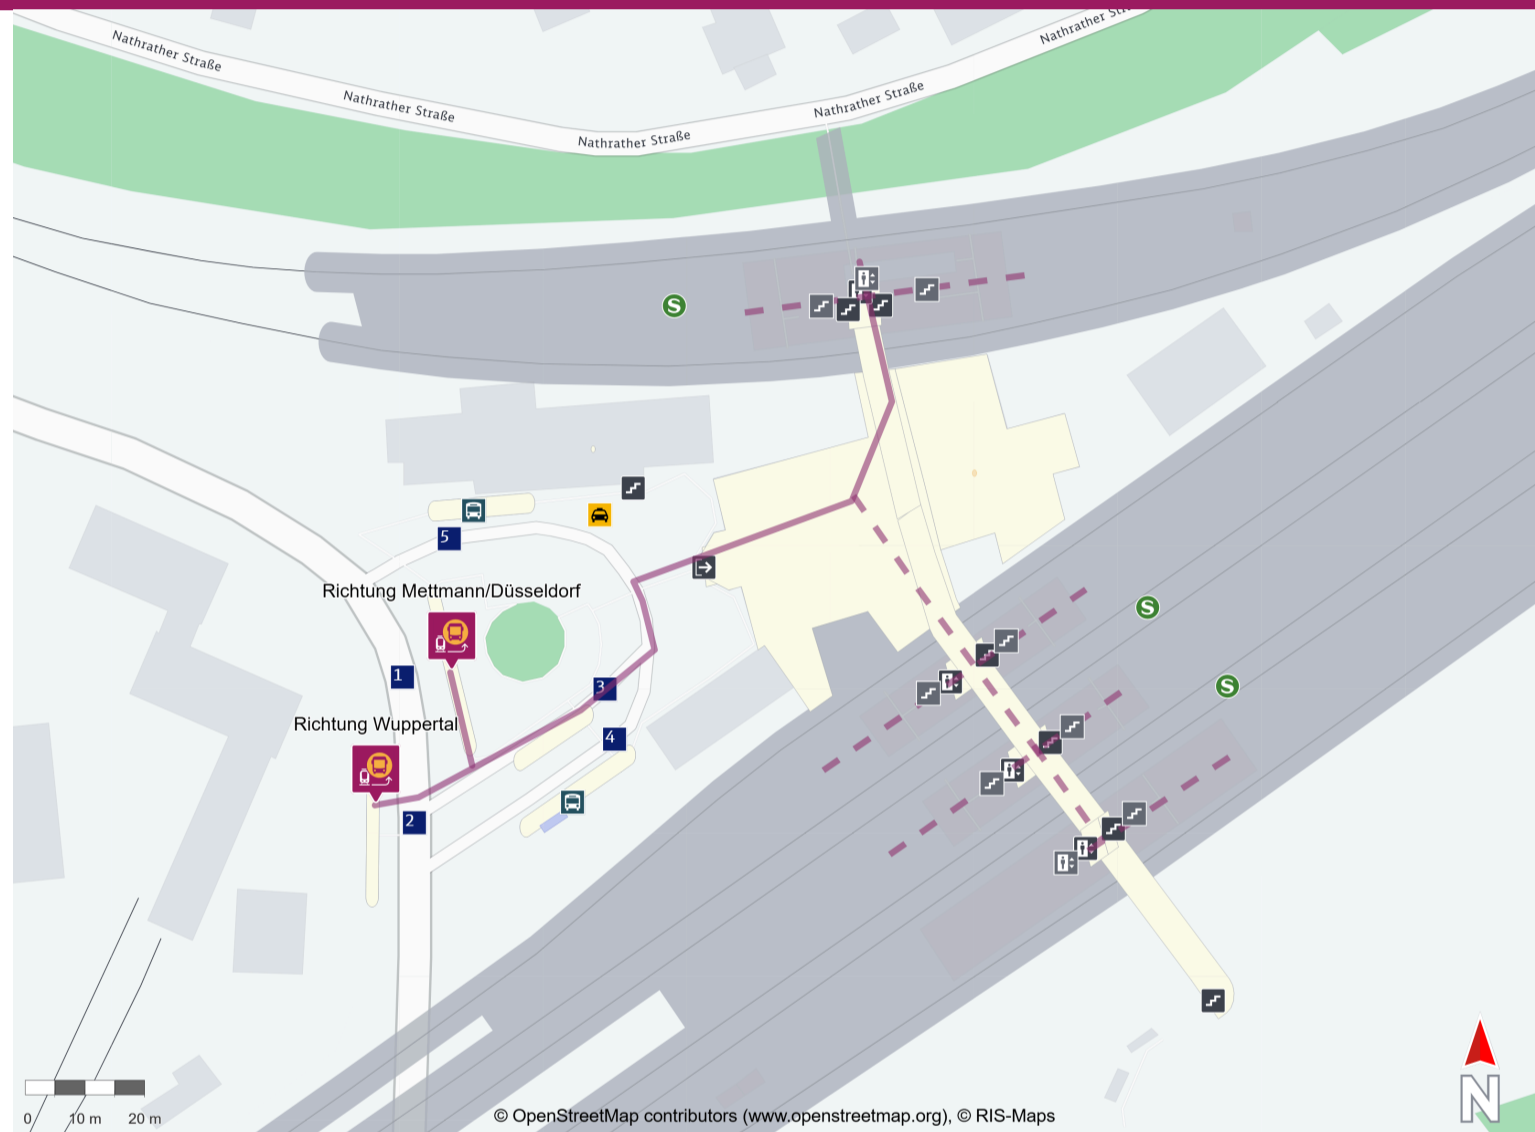 Nathrather Straße
Nathrather Straße
Nathrather Straße
Nathrather Straße
Nathrather
S
5
Richtung Mettmann/Düsseldorf
S
1
3
S
Richtung Wuppertal
4
2
0 10 m 20 m
© OpenStreetMap contributors (www.openstreetmap.org), © RIS-Maps
N